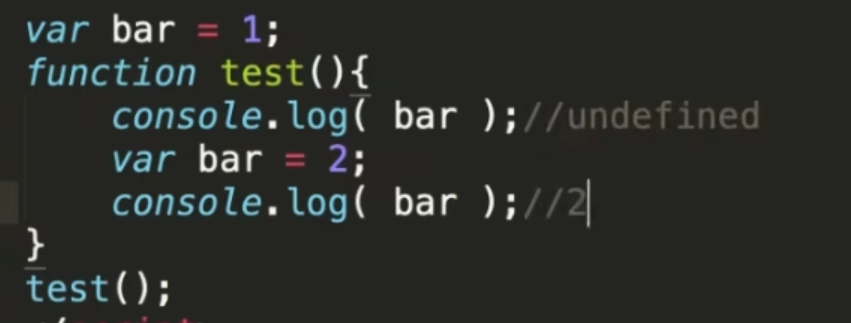 var bar = 1;
function test(){
console.log( bar );//undefined
var bar = 2;
console.log( bar );//2
}
test();